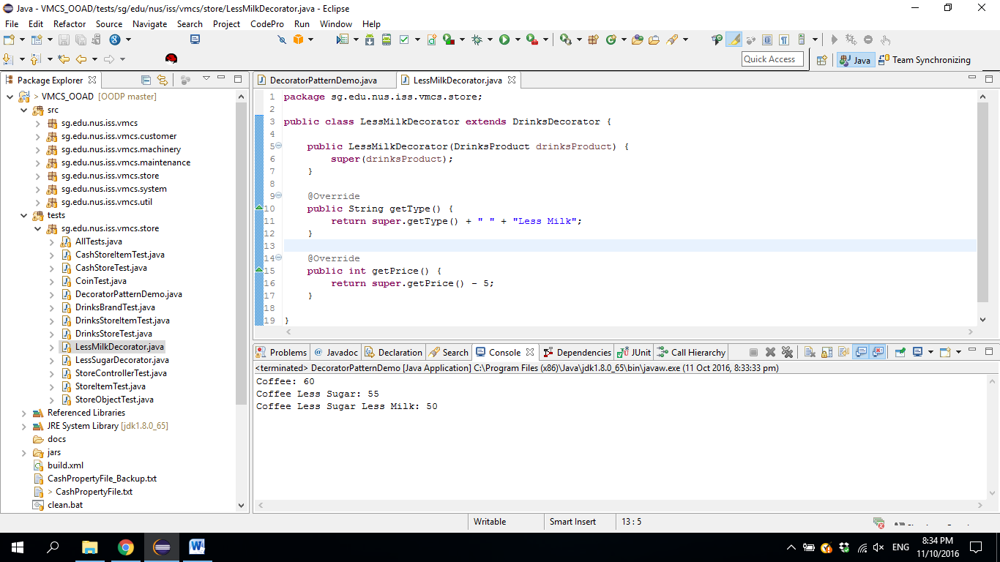 Java - VMCS_OOAD/tests/sg/edu/nus/iss/vmcs/store/LessMilkDecorator.java - Eclipse
File Edit Refactor Source Navigate Search Project CodePro Run Window Help
Quick Access
Java
Team Synchronizing
Package Explorer
DecoratorPatternDemo.java
LessMilkDecorator.java
> VMCS_OOAD [OODP master]
src
sg.edu.nus.iss.vmcs
sg.edu.nus.iss.vmcs.customer
sg.edu.nus.iss.vmcs.machinery
sg.edu.nus.iss.vmcs.maintenance
sg.edu.nus.iss.vmcs.store
sg.edu.nus.iss.vmcs.system
sg.edu.nus.iss.vmcs.util
tests
sg.edu.nus.iss.vmcs.store
AllTests.java
CashStoreItemTest.java
CashStoreTest.java
CoinTest.java
DecoratorPatternDemo.java
DrinksBrandTest.java
DrinksStoreItemTest.java
DrinksStoreTest.java
LessMilkDecorator.java
LessSugarDecorator.java
StoreControllerTest.java
StoreItemTest.java
StoreObjectTest.java
Referenced Libraries
JRE System Library [jdk1.8.0_65]
docs
jars
build.xml
CashPropertyFile_Backup.txt
> CashPropertyFile.txt
clean.bat
1 package sg.edu.nus.iss.vmcs.store;
2
3 public class LessMilkDecorator extends DrinksDecorator {
4
5 public LessMilkDecorator(DrinksProduct drinksProduct) {
6 super(drinksProduct);
7 }
8
9 @Override
10 public String getType() {
11 return super.getType() + " " + "Less Milk";
12 }
13
14 @Override
15 public int getPrice() {
16 return super.getPrice() - 5;
17 }
18
19 }
Problems @ Javadoc Declaration Search Console Dependencies JUnit Call Hierarchy
<terminated> DecoratorPatternDemo [Java Application] C:\Program Files (x86)\Java\jdk1.8.0_65\bin\javaw.exe (11 Oct 2016, 8:33:33 pm)
Coffee: 60
Coffee Less Sugar: 55
Coffee Less Sugar Less Milk: 50
Writable
Smart Insert
13 : 5
ENG
8:34 PM
11/10/2016